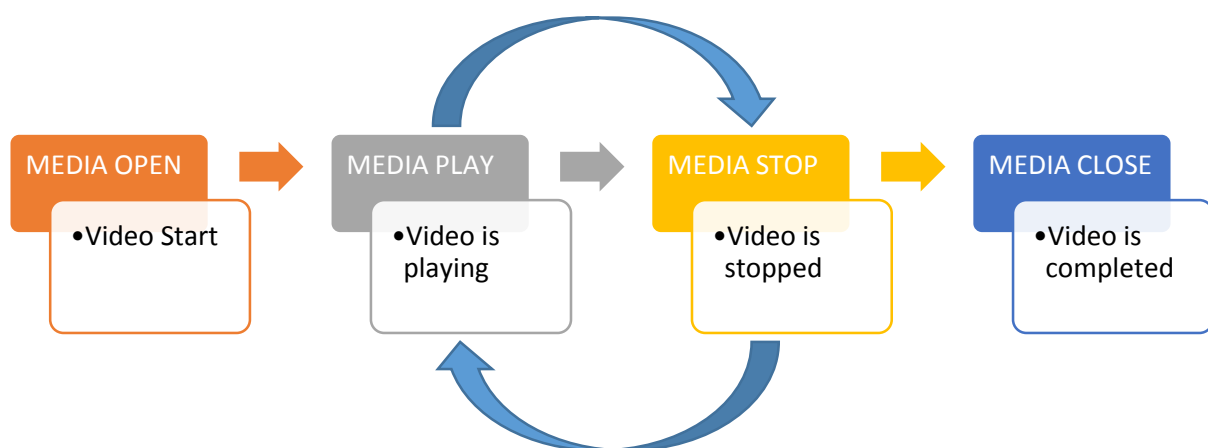 MEDIA OPEN
•Video Start
MEDIA PLAY
•Video is
playing
MEDIA STOP
•Video is
stopped
MEDIA CLOSE
•Video is
completed